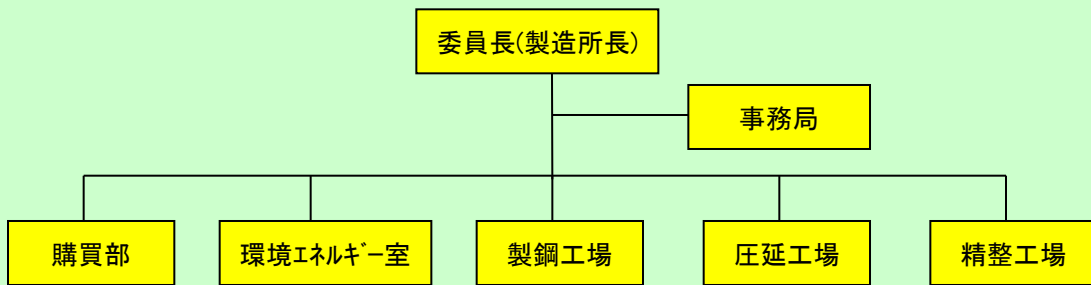 委員長(製造所長)
事務局
購買部
環境ｴﾈﾙｷﾞｰ室
製鋼工場
圧延工場
精整工場